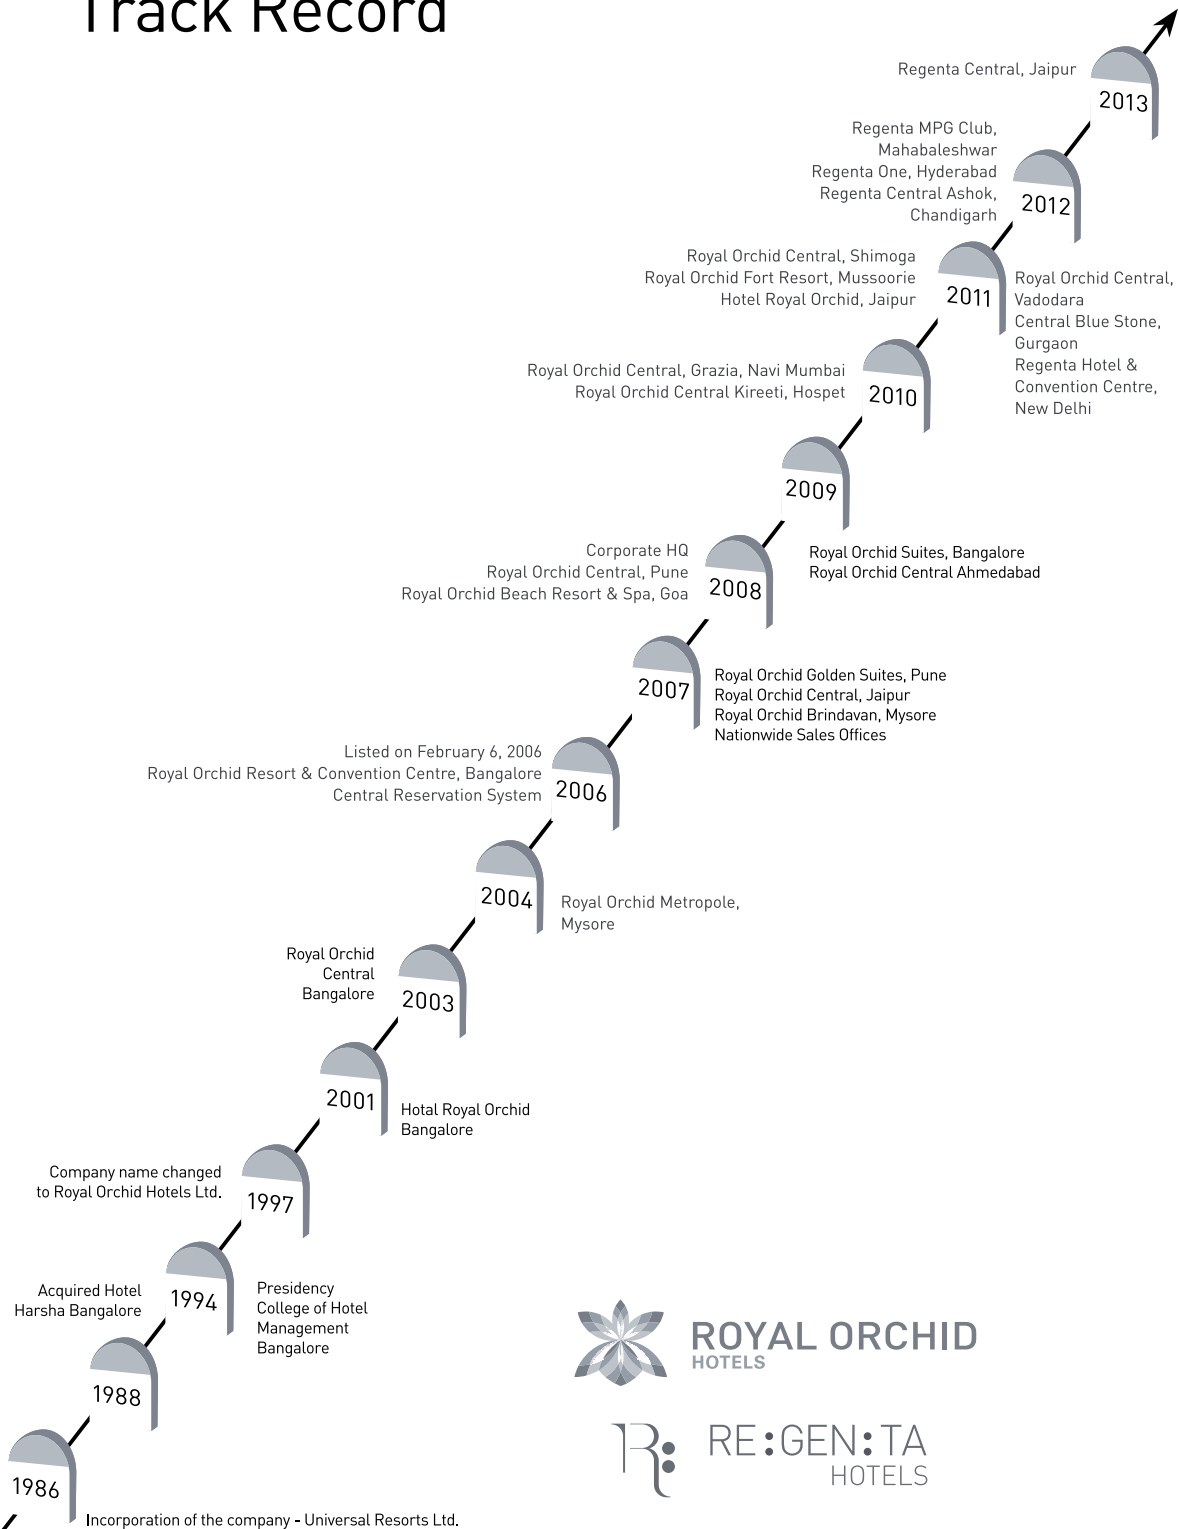 Track Record
Regenta Central, Jaipur
2013
Regenta MPG Club,
Mahabaleshwar
Regenta One, Hyderabad
Regenta Central Ashok,
Chandigarh
2012
Royal Orchid Central, Shimoga
Royal Orchid Fort Resort, Mussoorie
Hotel Royal Orchid, Jaipur
2011
Royal Orchid Central,
Vadodara
Central Blue Stone,
Gurgaon
Regenta Hotel &
Convention Centre,
New Delhi
Royal Orchid Central, Grazia, Navi Mumbai
Royal Orchid Central Kireeti, Hospet
2010
2009
Royal Orchid Suites, Bangalore
Royal Orchid Central Ahmedabad
Corporate HQ
Royal Orchid Central, Pune
Royal Orchid Beach Resort & Spa, Goa
2008
2007
Royal Orchid Golden Suites, Pune
Royal Orchid Central, Jaipur
Royal Orchid Brindavan, Mysore
Nationwide Sales Offices
Listed on February 6, 2006
Royal Orchid Resort & Convention Centre, Bangalore
Central Reservation System
2006
2004
Royal Orchid Metropole,
Mysore
Royal Orchid
Central
Bangalore
2003
2001
Hotal Royal Orchid
Bangalore
Company name changed
to Royal Orchid Hotels Ltd.
1997
Acquired Hotel
Harsha Bangalore
1994
Presidency
College of Hotel
Management
Bangalore
1988
1986
Incorporation of the company - Universal Resorts Ltd.
ROYAL ORCHID
HOTELS
R:
RE:GEN:TA
HOTELS